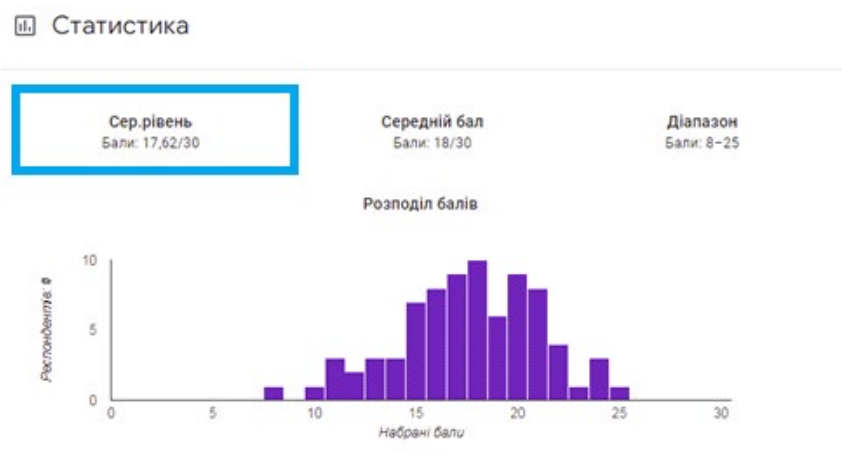 Статистика
Сер.рівень
Бали: 17,62/30
Середній бал
Бали: 18/30
Діапазон
Бали: 8–25
Розподіл балів
Респондентів: #
10
5
0
0 5 10 15 20 25 30
Набрані бали